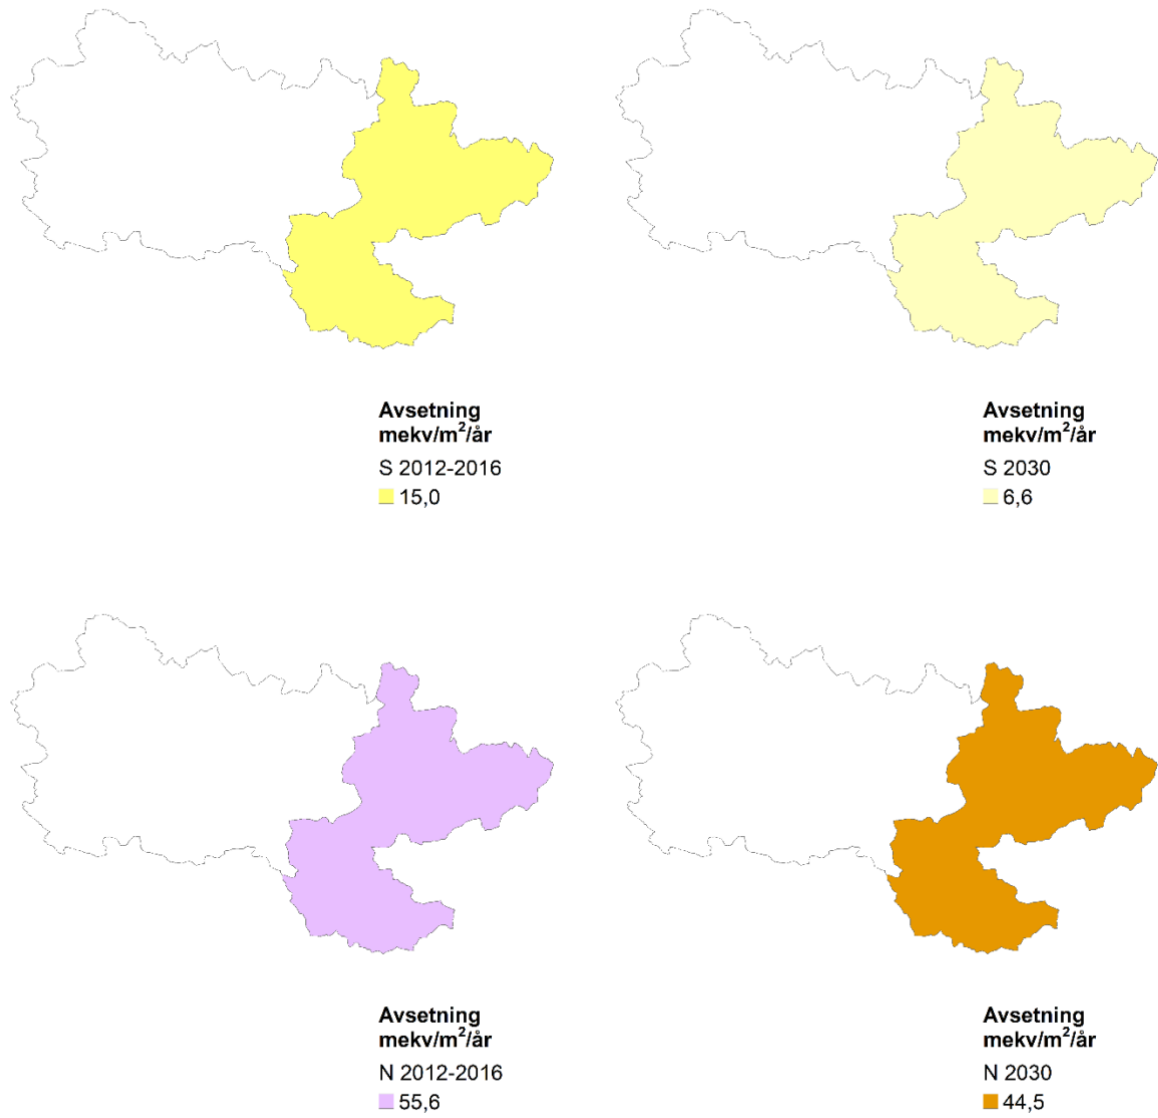 Avsetning
mekv/m²/år
S 2012-2016
15,0
Avsetning
mekv/m²/år
S 2030
6,6
Avsetning
mekv/m²/år
N 2012-2016
55,6
Avsetning
mekv/m²/år
N 2030
44,5